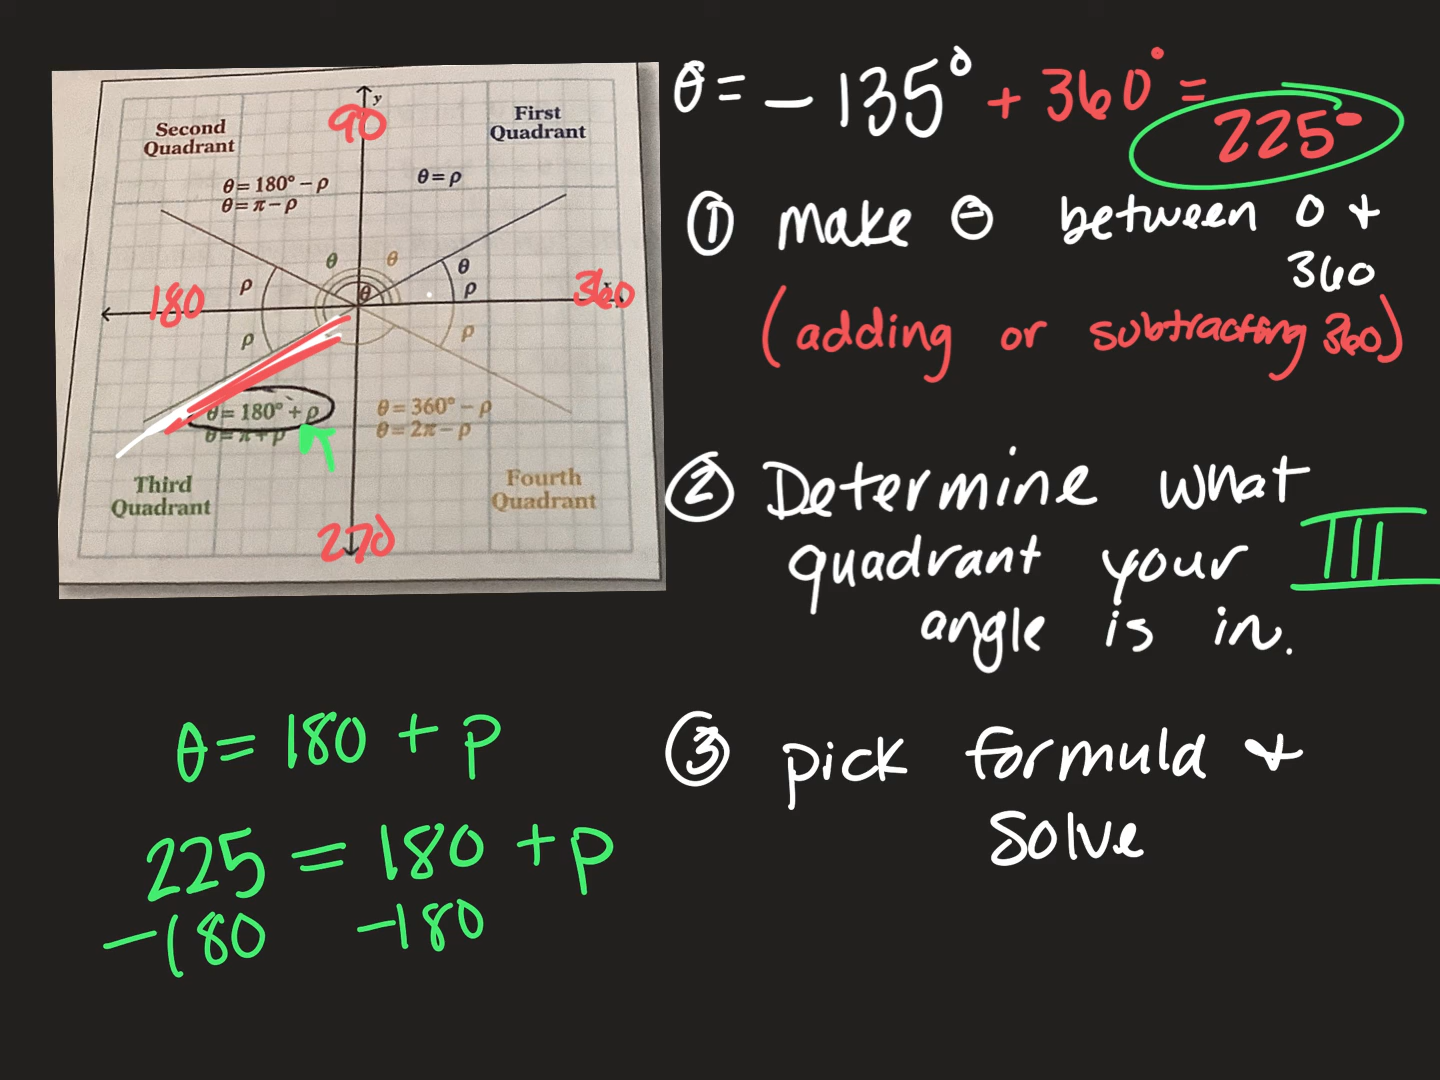 y
90
Second
Quadrant
First
Quadrant
θ = 180° − ρ
θ = π − ρ
θ = ρ
θ
θ
θ
ρ
θ
ρ
180
360
ρ
ρ
θ = 180° + ρ
θ = π + ρ
θ = 360° − ρ
θ = 2π − ρ
Third
Quadrant
Fourth
Quadrant
270
θ = −135° + 360° =
225°
① make θ between 0 +
360
(adding or subtracting 360)
② Determine what
quadrant your III
angle is in.
③ pick formula +
Solve
θ = 180 + p
225 = 180 + p
−180 −180